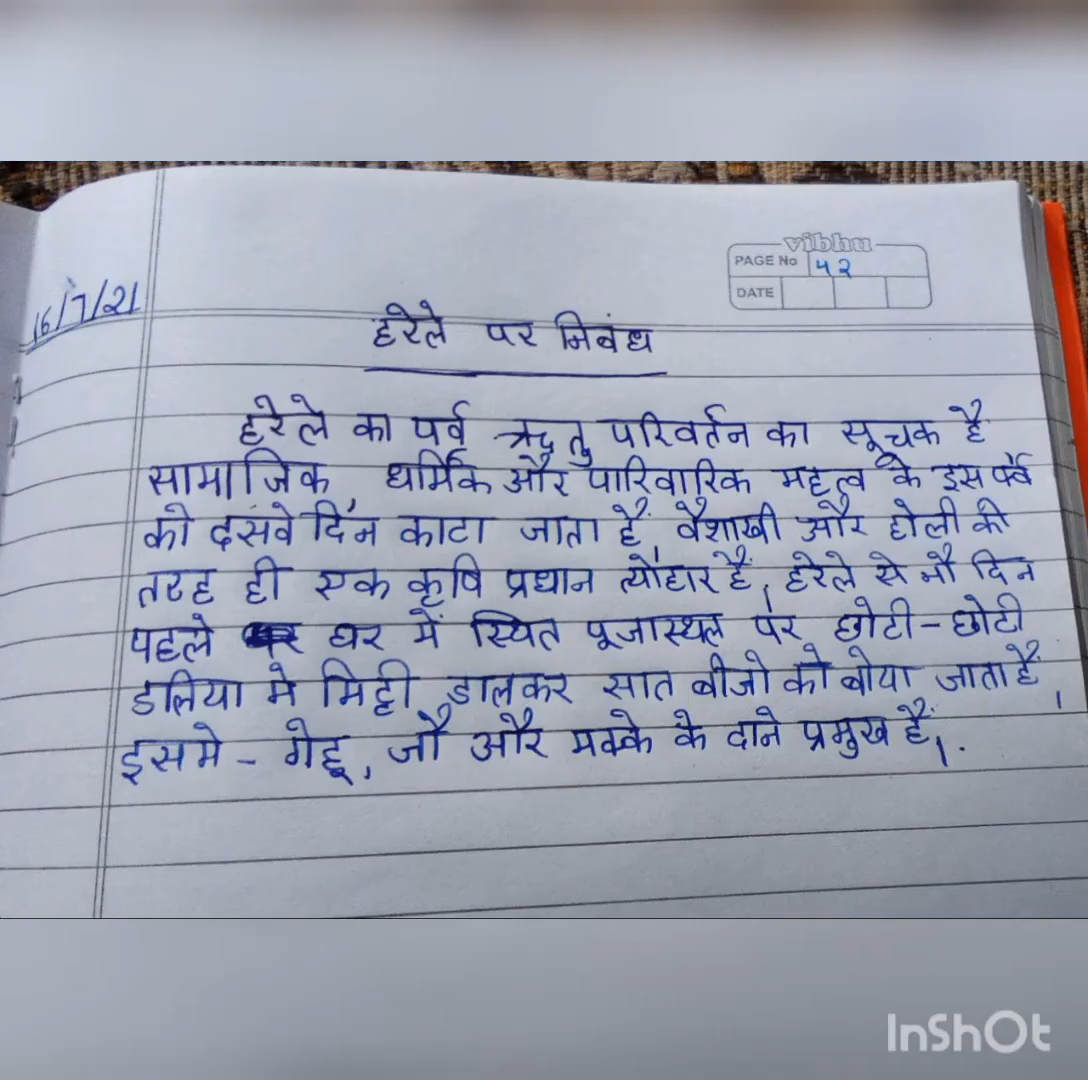 vibhu
PAGE No 42
DATE
16/7/21
हरेले पर निबंध
हरेले का पर्व ऋतु परिवर्तन का सूचक है
सामाजिक, धर्मिक और पारिवारिक महत्व के इस पर्व
को दसवे दिन काटा जाता है, वैशाखी और होली की
तरह ही एक कृषि प्रधान त्यौहार है, हरेले से नौ दिन
पहले घर में स्थित पूजास्थल पर छोटी-छोटी
डलिया मे मिट्टी डालकर सात बीजो को बोया जाता है,
इसमे - गेहू, जौ और मक्के के दाने प्रमुख है,.
InShOt